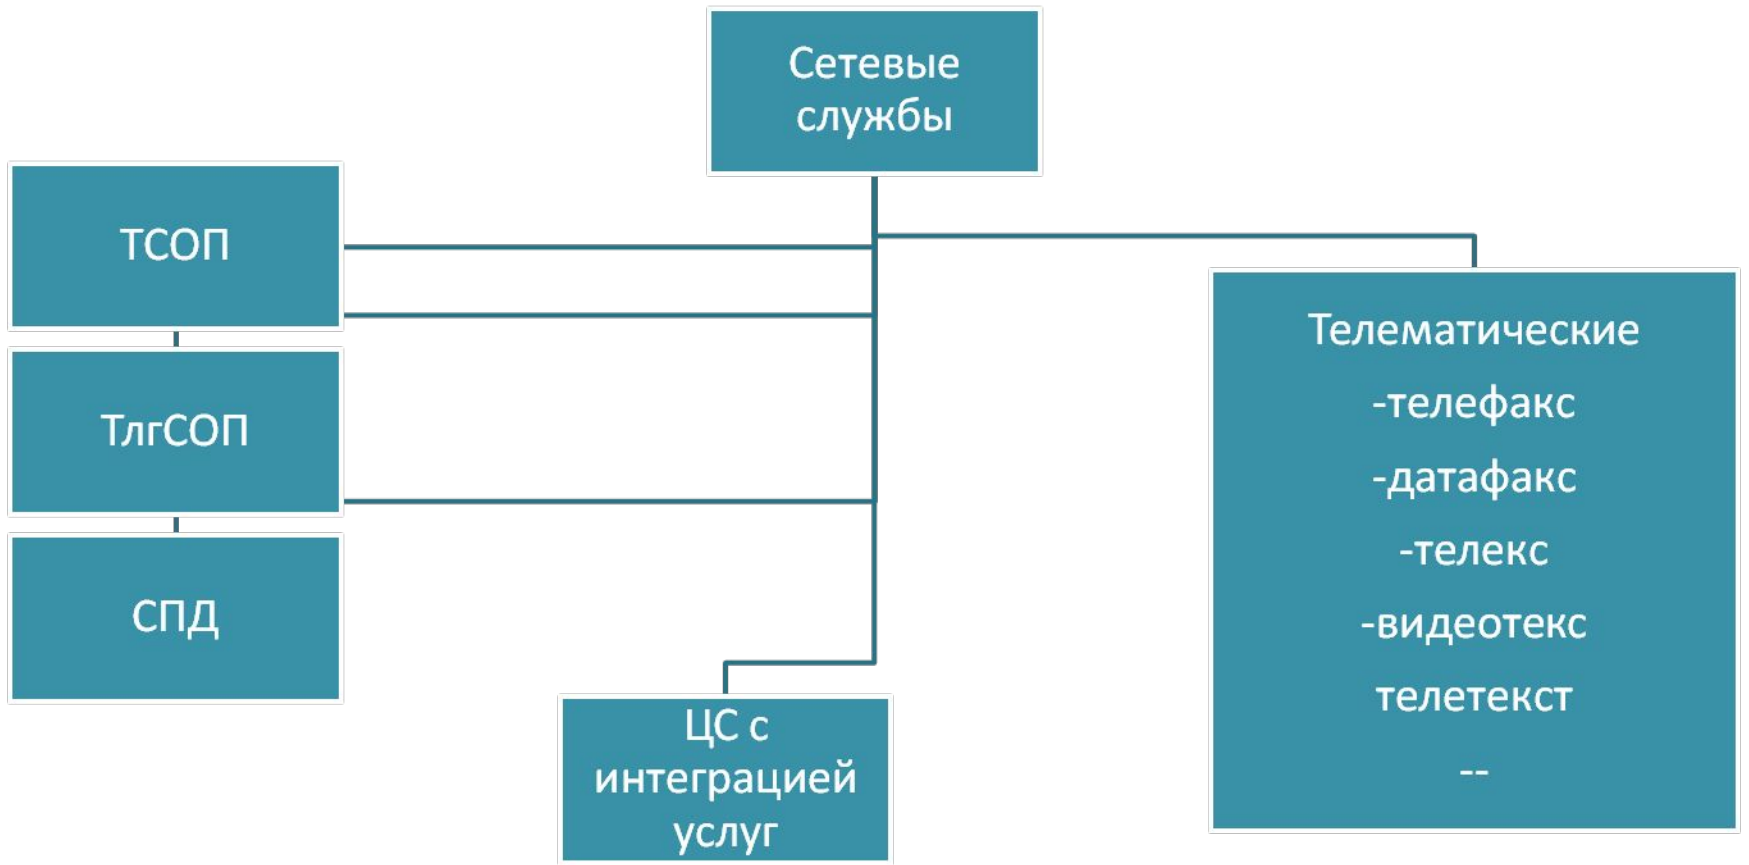 Сетевые
службы
ТСОП
ТлгСОП
СПД
ЦС с
интеграцией
услуг
Телематические
-телефакс
-датафакс
-телекс
-видеотекс
телетекст
--